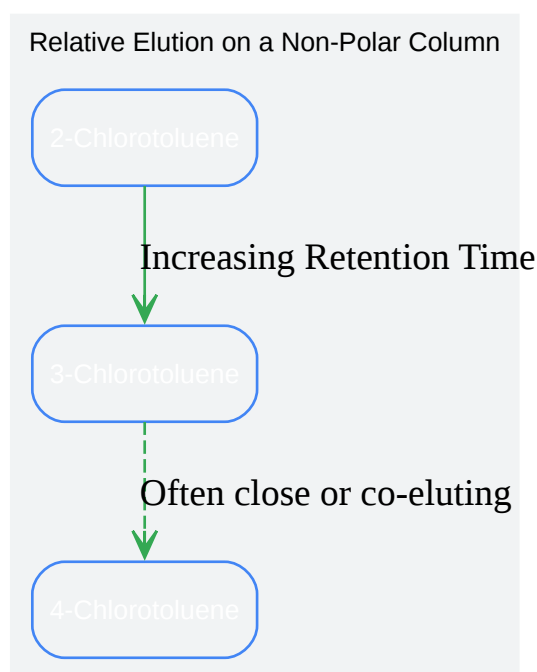 Relative Elution on a Non-Polar Column
2-Chlorotoluene
Increasing Retention Time
3-Chlorotoluene
Often close or co-eluting
4-Chlorotoluene